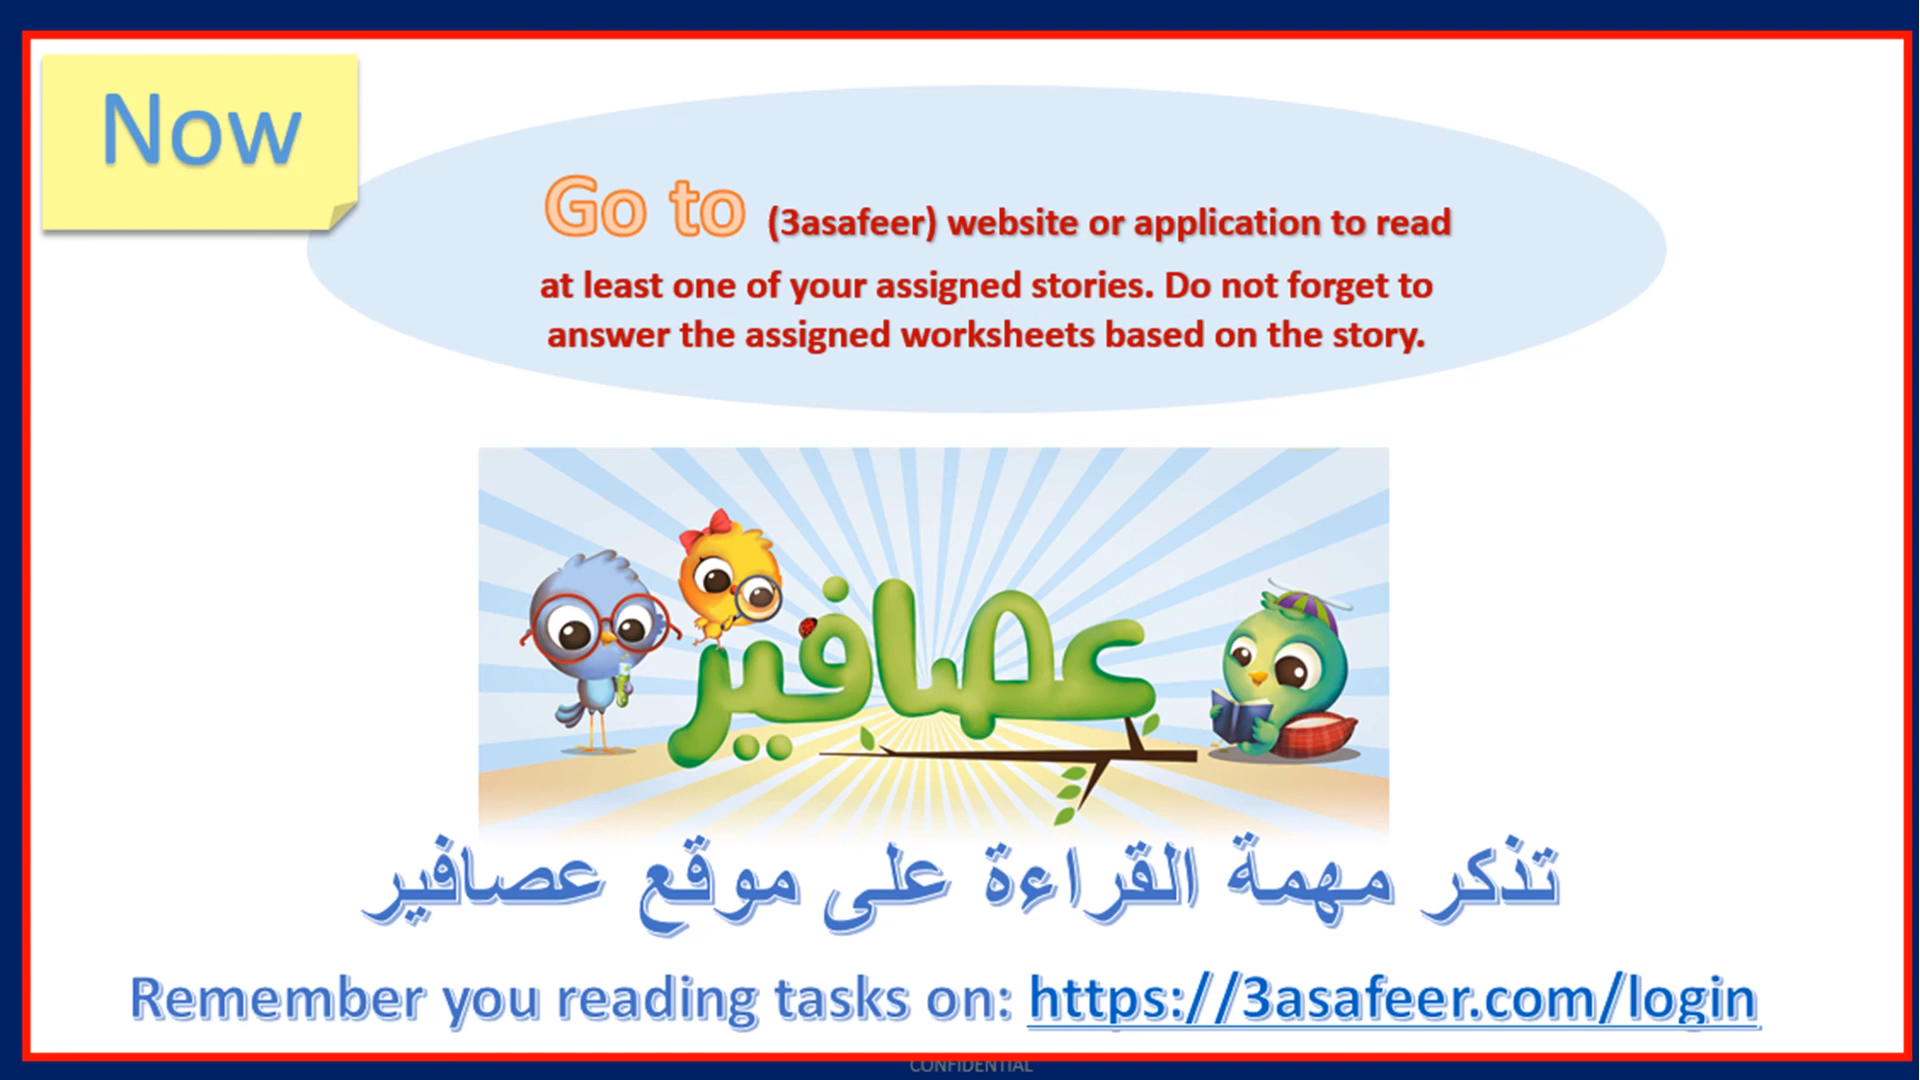 Now
Go to (3asafeer) website or application to read
at least one of your assigned stories. Do not forget to
answer the assigned worksheets based on the story.
عصافير
تذكر مهمة القراءة على موقع عصافير
Remember you reading tasks on: https://3asafeer.com/login
CONFIDENTIAL